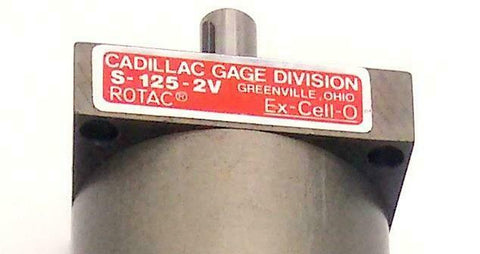 CADILLAC GAGE DIVISION
S-125-2V GREENVILLE, OHIO
ROTAC® Ex-Cell-O